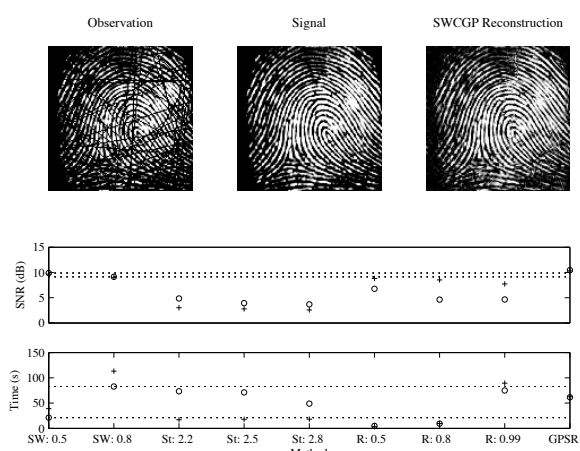 Observation Signal SWCGP Reconstruction
15
10
5
0
SNR (dB)
150
100
50
0
Time (s)
SW: 0.5 SW: 0.8 St: 2.2 St: 2.5 St: 2.8 R: 0.5 R: 0.8 R: 0.99 GPSR